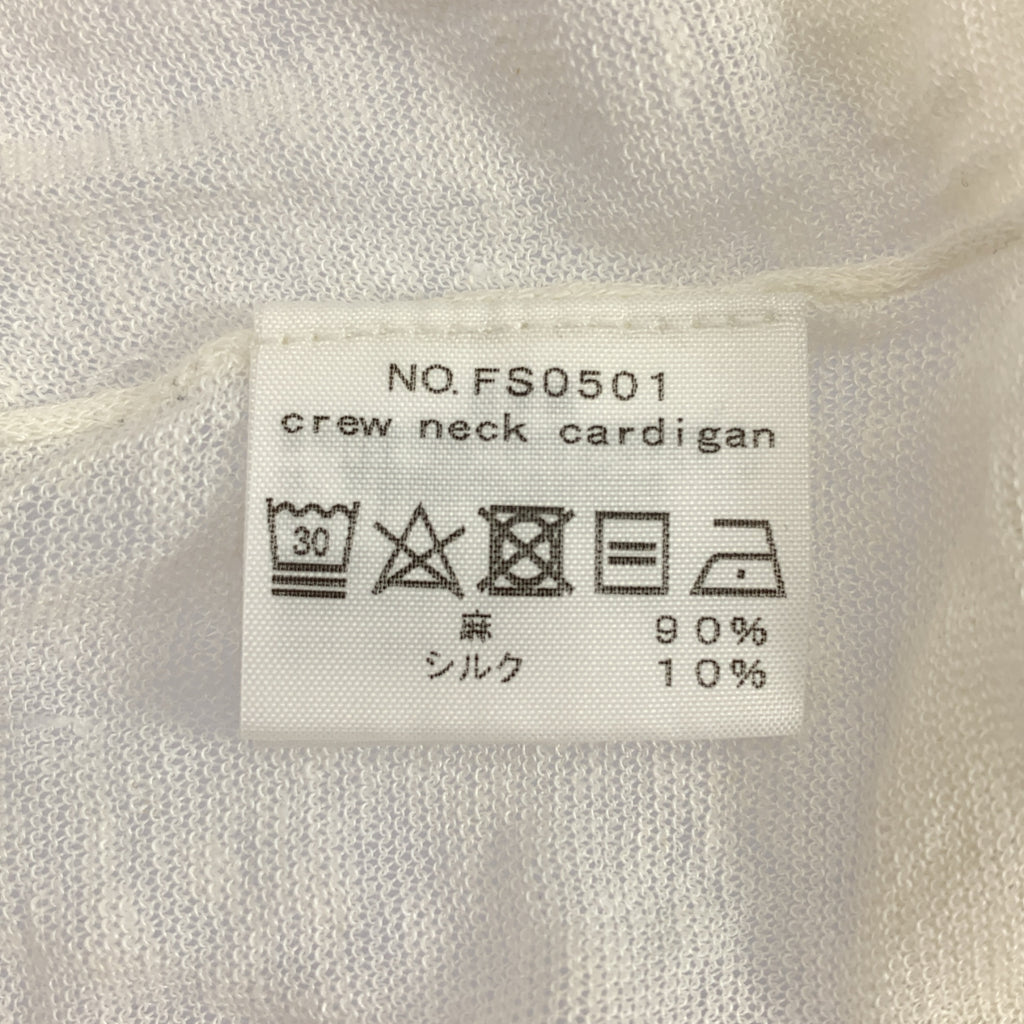 NO.FS0501
crew neck cardigan
30
麻 90%
シルク 10%